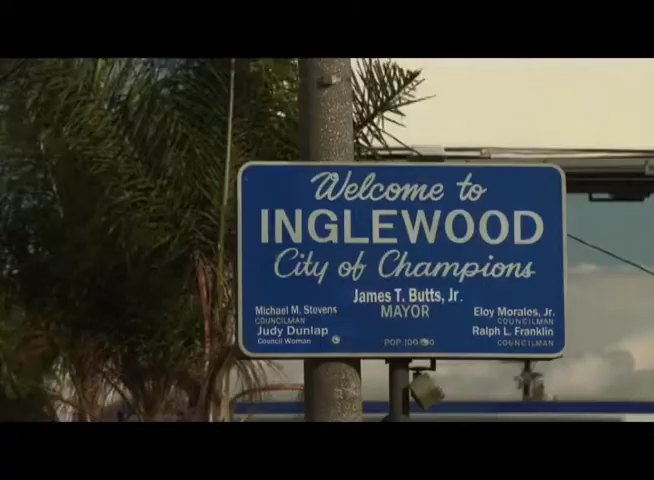 Welcome to
INGLEWOOD
City of Champions
James T. Butts, Jr.
MAYOR
Michael M. Stevens
COUNCILMAN
Judy Dunlap
Council Woman
Eloy Morales, Jr.
COUNCILMAN
Ralph L. Franklin
COUNCILMAN
POP.